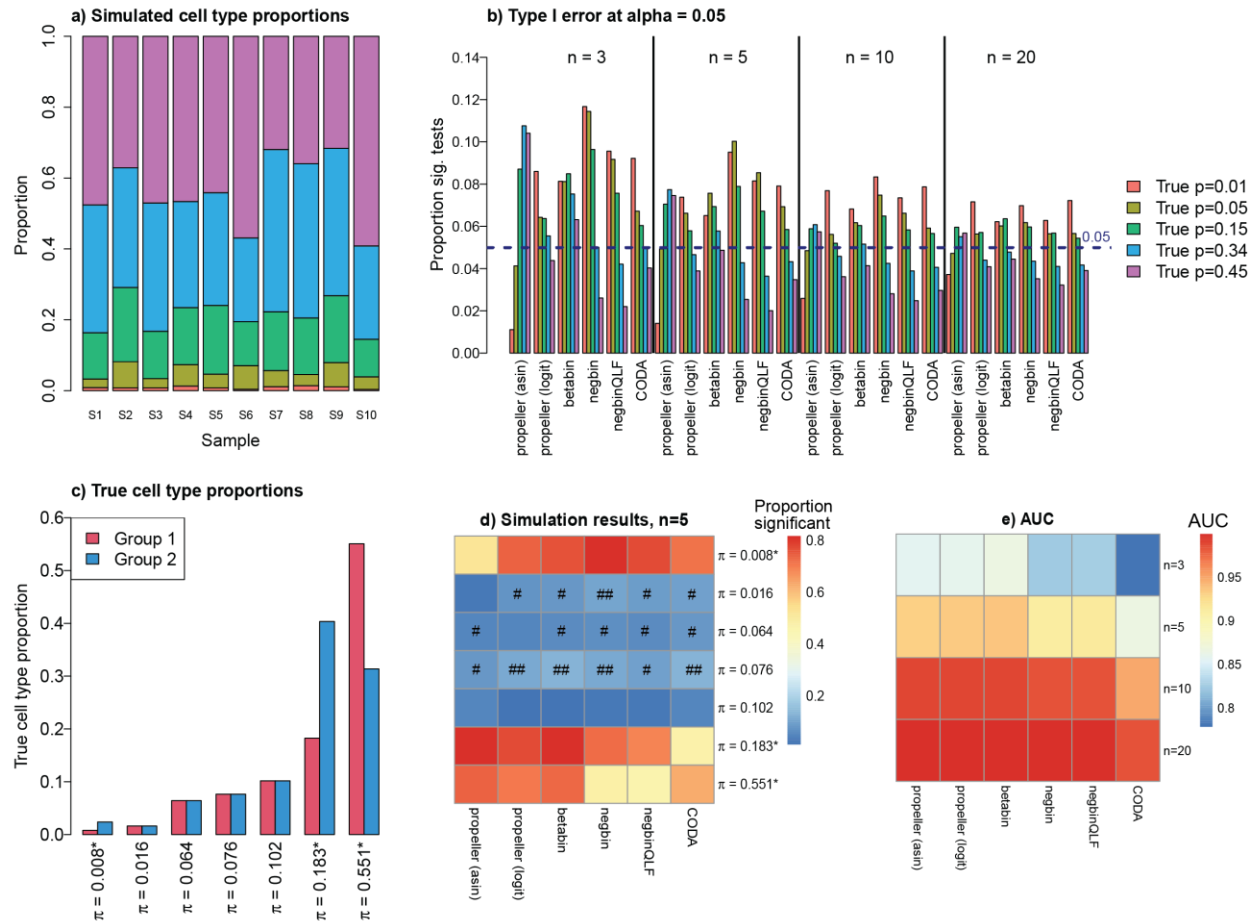 a) Simulated cell type proportions
Proportion
1.0
0.8
0.6
0.4
0.2
0.0
S1 S2 S3 S4 S5 S6 S7 S8 S9 S10
Sample
b) Type I error at alpha = 0.05
Proportion sig. tests
0.14
0.12
0.10
0.08
0.06
0.04
0.02
0.00
n = 3 n = 5 n = 10 n = 20
0.05
propeller (asin)
propeller (logit)
betabin
negbin
negbinQLF
CODA
propeller (asin)
propeller (logit)
betabin
negbin
negbinQLF
CODA
propeller (asin)
propeller (logit)
betabin
negbin
negbinQLF
CODA
propeller (asin)
propeller (logit)
betabin
negbin
negbinQLF
CODA
True p=0.01
True p=0.05
True p=0.15
True p=0.34
True p=0.45
c) True cell type proportions
True cell type proportion
0.6
0.5
0.4
0.3
0.2
0.1
0.0
Group 1
Group 2
π = 0.008*
π = 0.016
π = 0.064
π = 0.076
π = 0.102
π = 0.183*
π = 0.551*
d) Simulation results, n=5
π = 0.008*
# # ## # # π = 0.016
# # # # # π = 0.064
# ## ## ## # ## π = 0.076
π = 0.102
π = 0.183*
π = 0.551*
propeller (asin)
propeller (logit)
betabin
negbin
negbinQLF
CODA
Proportion
significant
0.8
0.6
0.4
0.2
e) AUC
n=3
n=5
n=10
n=20
propeller (asin)
propeller (logit)
betabin
negbin
negbinQLF
CODA
AUC
0.95
0.9
0.85
0.8